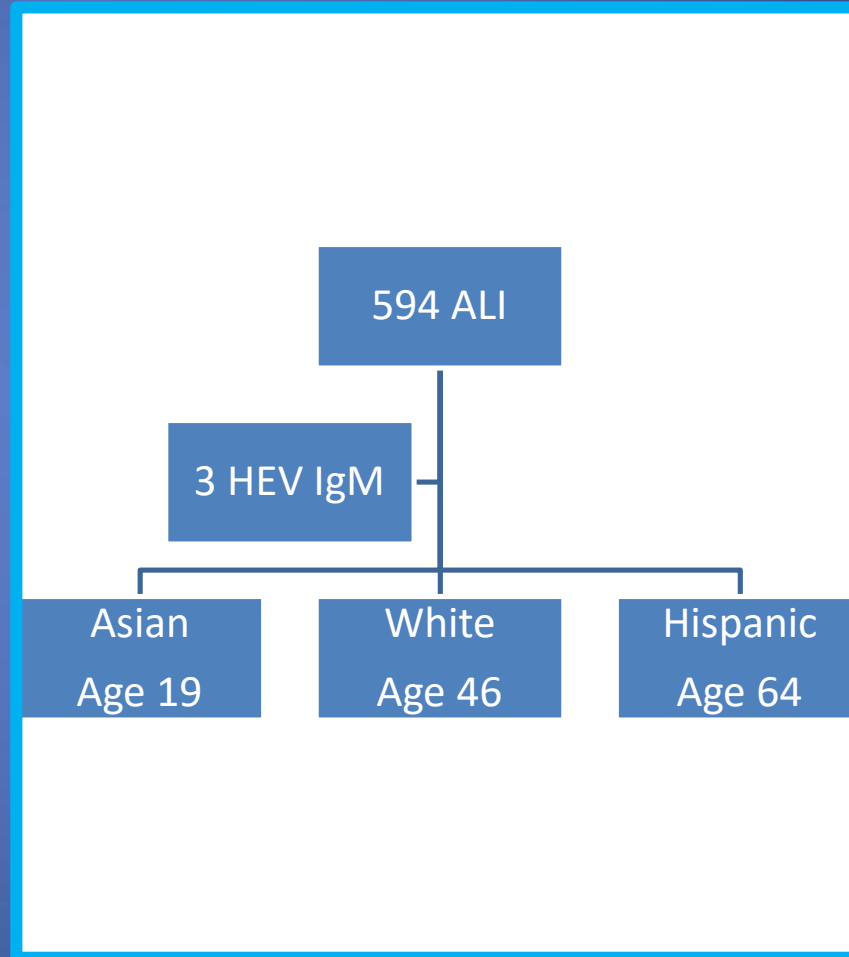 594 ALI
3 HEV IgM
Asian
Age 19
White
Age 46
Hispanic
Age 64